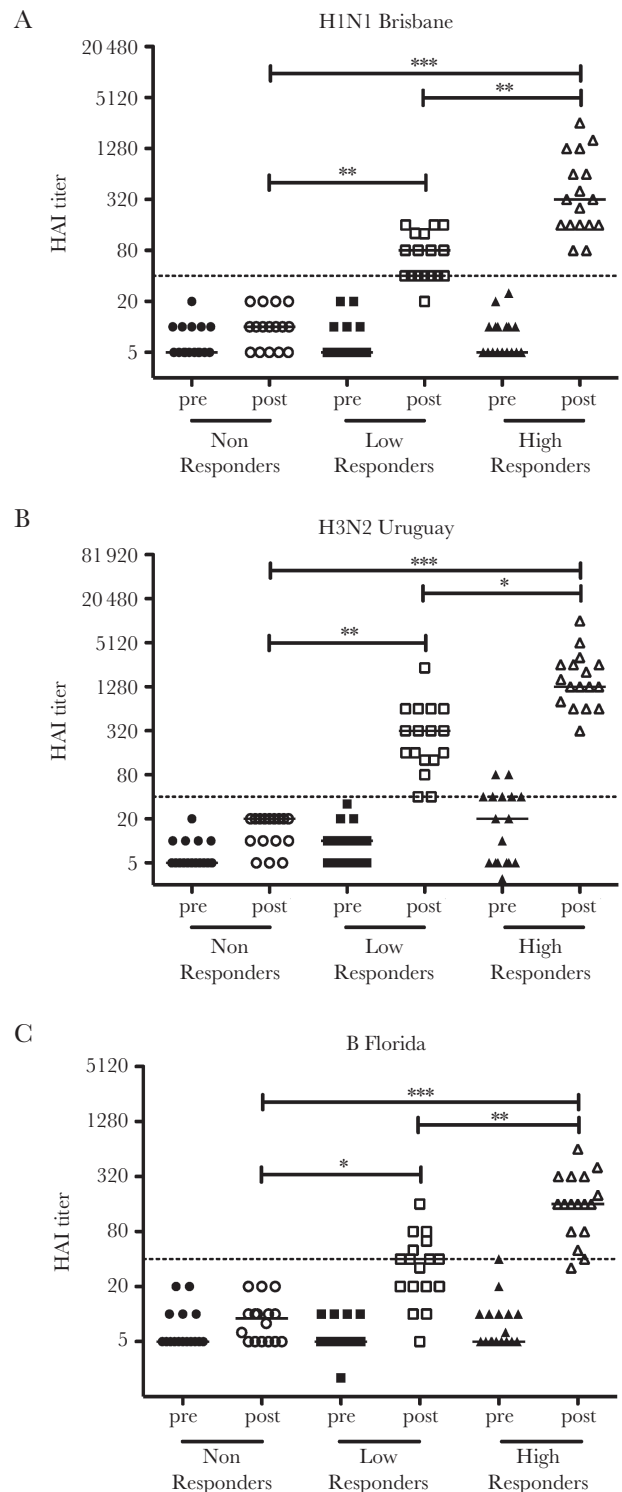 A
H1N1 Brisbane
HAI titer
20 480
5120
1280
320
80
20
5
***
**
**
pre post pre post pre post
Non Responders
Low Responders
High Responders
B
H3N2 Uruguay
HAI titer
81 920
20 480
5120
1280
320
80
20
5
***
*
**
pre post pre post pre post
Non Responders
Low Responders
High Responders
C
B Florida
HAI titer
5120
1280
320
80
20
5
***
**
*
pre post pre post pre post
Non Responders
Low Responders
High Responders